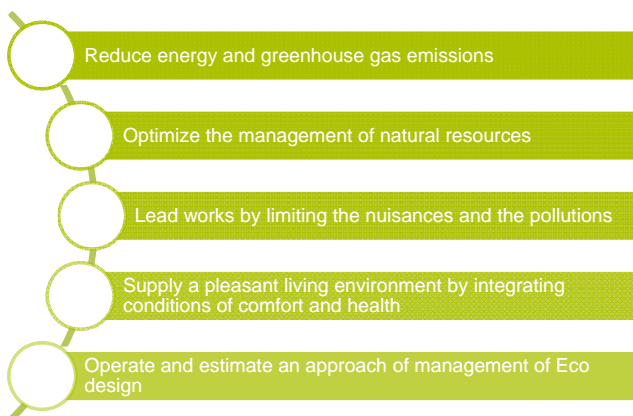 Reduce energy and greenhouse gas emissions
Optimize the management of natural resources
Lead works by limiting the nuisances and the pollutions
Supply a pleasant living environment by integrating
conditions of comfort and health
Operate and estimate an approach of management of Eco
design